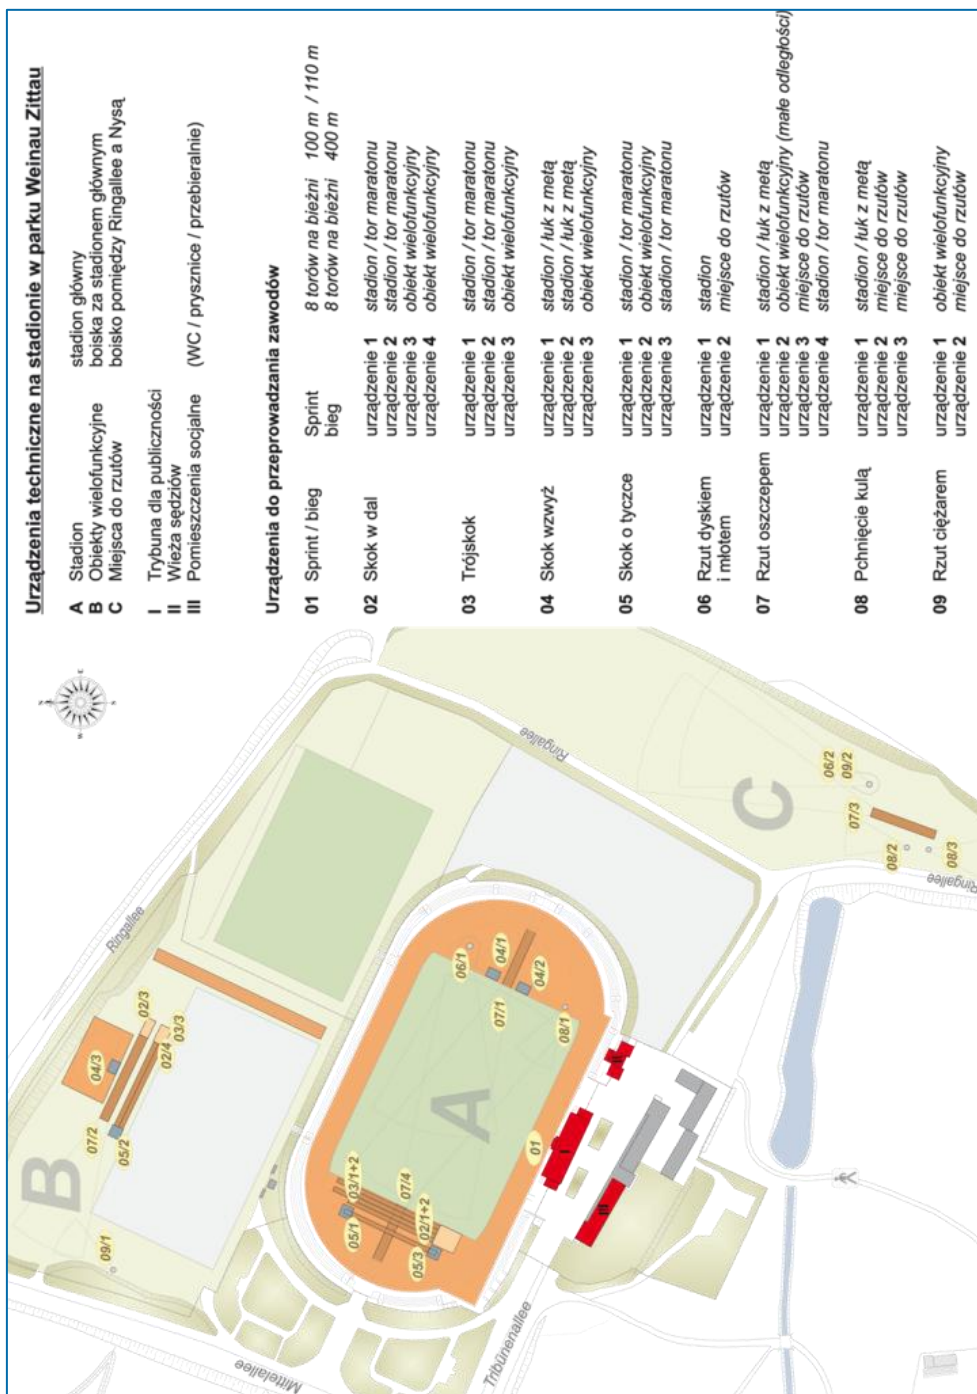 Urządzenia techniczne na stadionie w parku Weinau Zittau
A Stadion stadion główny
B Obiekty wielofunkcyjne boiska za stadionem głównym
C Miejsca do rzutów boisko pomiędzy Ringallee a Nysą
I Trybuna dla publiczności
II Wieża sędziów
III Pomieszczenia socjalne (WC / prysznice / przebieralnie)
Urządzenia do przeprowadzania zawodów
01 Sprint / bieg Sprint 8 torów na bieżni 100 m / 110 m
bieg 8 torów na bieżni 400 m
02 Skok w dal urządzenie 1 stadion / tor maratonu
urządzenie 2 stadion / tor maratonu
urządzenie 3 obiekt wielofunkcyjny
urządzenie 4 obiekt wielofunkcyjny
03 Trójskok urządzenie 1 stadion / tor maratonu
urządzenie 2 stadion / tor maratonu
urządzenie 3 obiekt wielofunkcyjny
04 Skok wzwyż urządzenie 1 stadion / łuk z metą
urządzenie 2 stadion / łuk z metą
urządzenie 3 obiekt wielofunkcyjny
05 Skok o tyczce urządzenie 1 stadion / tor maratonu
urządzenie 2 obiekt wielofunkcyjny
urządzenie 3 stadion / tor maratonu
06 Rzut dyskiem urządzenie 1 stadion
i młotem urządzenie 2 miejsce do rzutów
07 Rzut oszczepem urządzenie 1 stadion / łuk z metą
urządzenie 2 obiekt wielofunkcyjny (małe odległości)
urządzenie 3 miejsce do rzutów
urządzenie 4 stadion / tor maratonu
08 Pchnięcie kulą urządzenie 1 stadion / łuk z metą
urządzenie 2 miejsce do rzutów
urządzenie 3 miejsce do rzutów
09 Rzut ciężarem urządzenie 1 obiekt wielofunkcyjny
urządzenie 2 miejsce do rzutów
N
E
S
W
Ringallee
Ringallee
Ringallee
Mittelallee
Tribünenallee
B
09/1
07/2
05/2
04/3
02/3
02/4
03/3
A
05/1
03/1+2
07/4
02/1+2
05/3
06/1
04/1
07/1
04/2
08/1
01
I
II
III
C
06/2
09/2
07/3
08/2
08/3